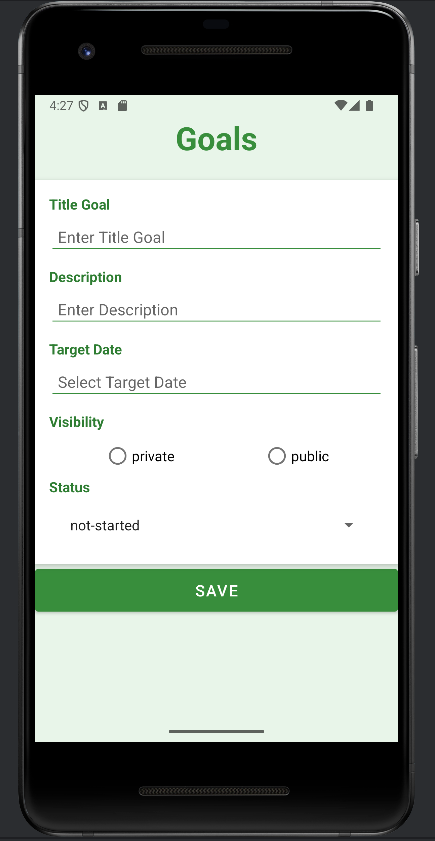 4:27
Goals
Title Goal
Enter Title Goal
Description
Enter Description
Target Date
Select Target Date
Visibility
private public
Status
not-started
SAVE